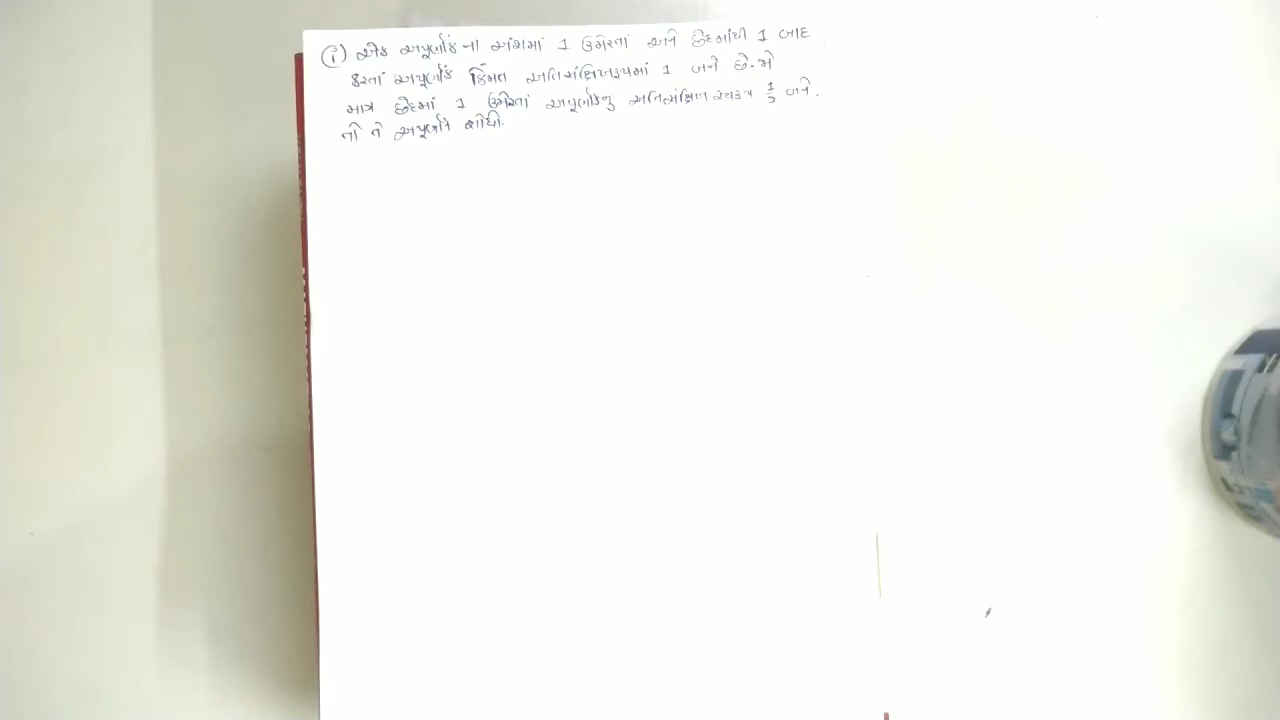 (i) એક અપૂર્ણાંક ના અંશમાં 1 ઉમેરતાં અને છેદમાંથી 1 બાદ
કરતાં અપૂર્ણાંક કિંમત અતિસંક્ષિપ્તરૂપમાં 1 બને છે. જો
માત્ર છેદમાં 1 ઉમેરતાં અપૂર્ણાંકનુ અતિસંક્ષિપ્ત સ્વરૂપ 1/2 બને.
તો તે અપૂર્ણાંક શોધો.